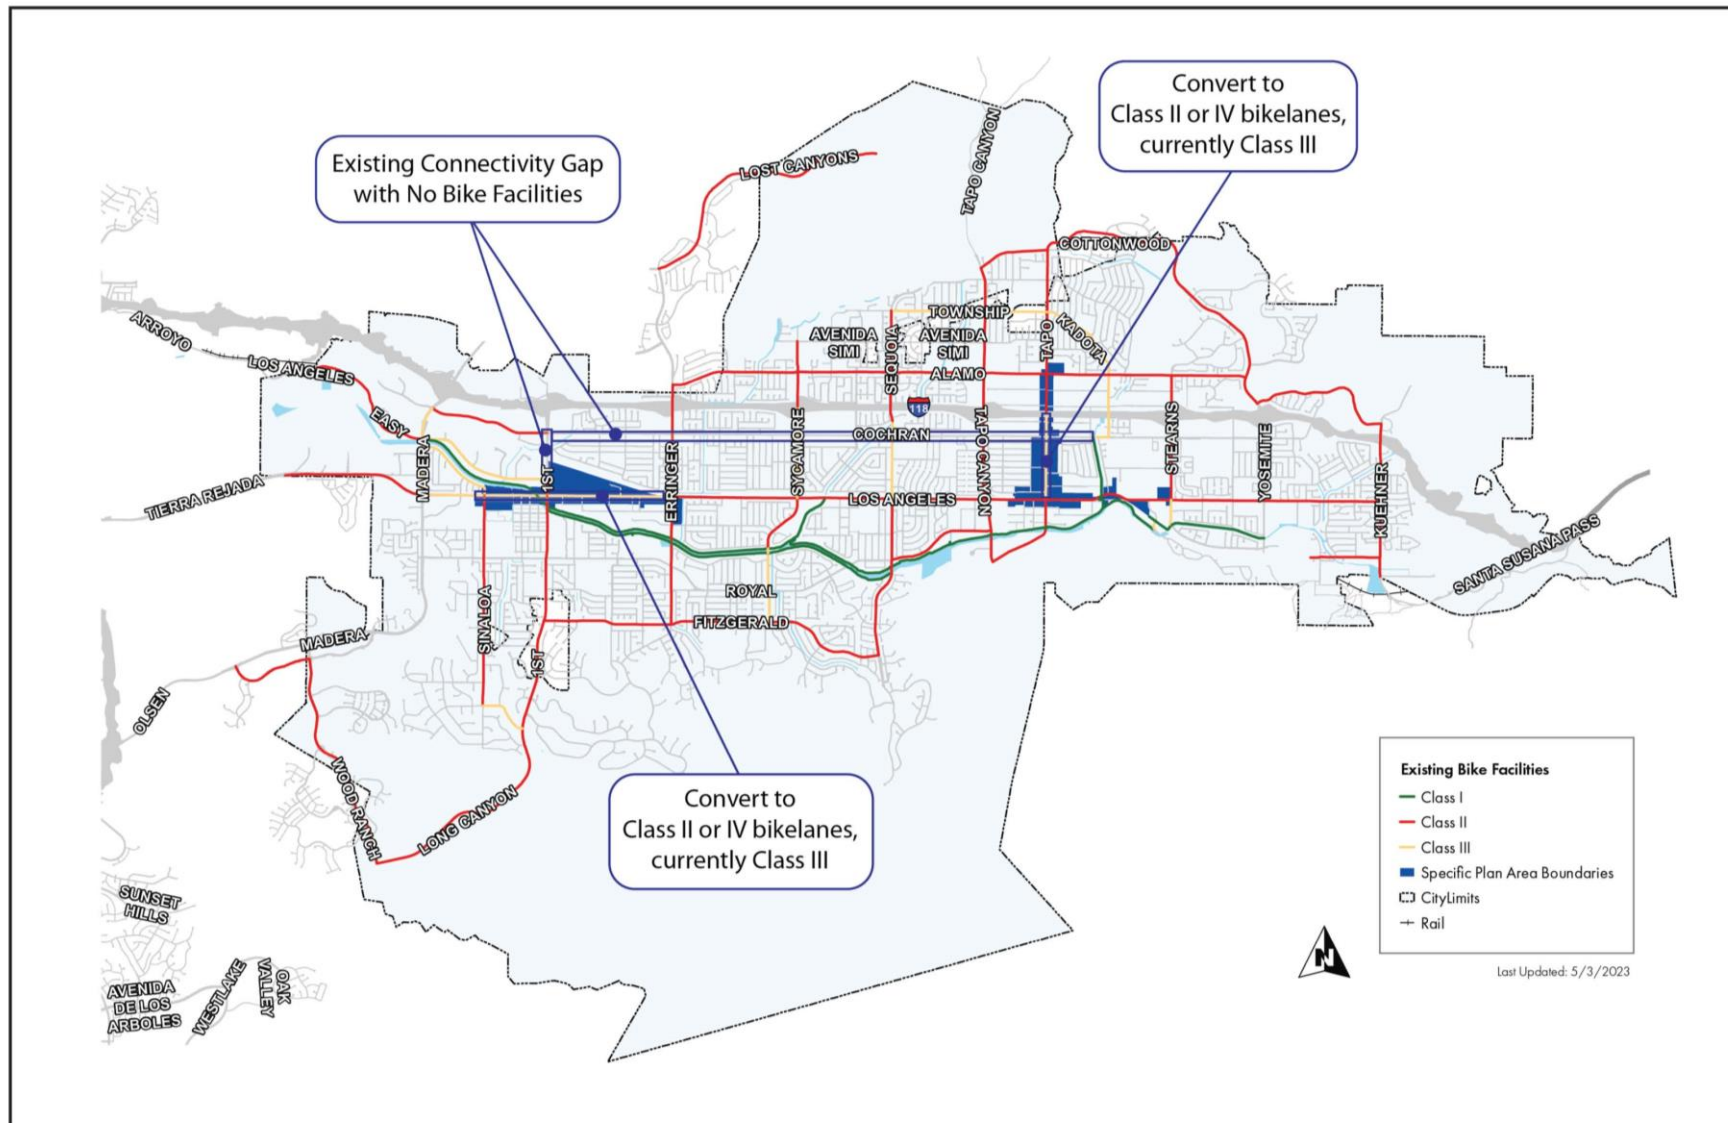 Convert to
Class II or IV bikelanes,
currently Class III
Existing Connectivity Gap
with No Bike Facilities
LOST CANYONS
TAPO CANYON
COTTONWOOD
TOWNSHIP
AVENIDA
SIMI
SEQUOIA
AVENIDA
SIMI
TAPO
KADOTA
ARROYO
LOS ANGELES
ALAMO
118
EASY
COCHRAN
MADERA
1ST
ERRINGER
SYCAMORE
TAPO CANYON
STEARNS
YOSEMITE
KUEHNER
TIERRA REJADA
LOS ANGELES
SANTA SUSANA PASS
ROYAL
FITZGERALD
SINALOA
1ST
MADERA
OLSEN
WOOD RANCH
LONG CANYON
Convert to
Class II or IV bikelanes,
currently Class III
SUNSET
HILLS
AVENIDA
DE LOS
ARBOLES
WESTLAKE
OAK
VALLEY
Existing Bike Facilities
Class I
Class II
Class III
Specific Plan Area Boundaries
CityLimits
Rail
N
Last Updated: 5/3/2023